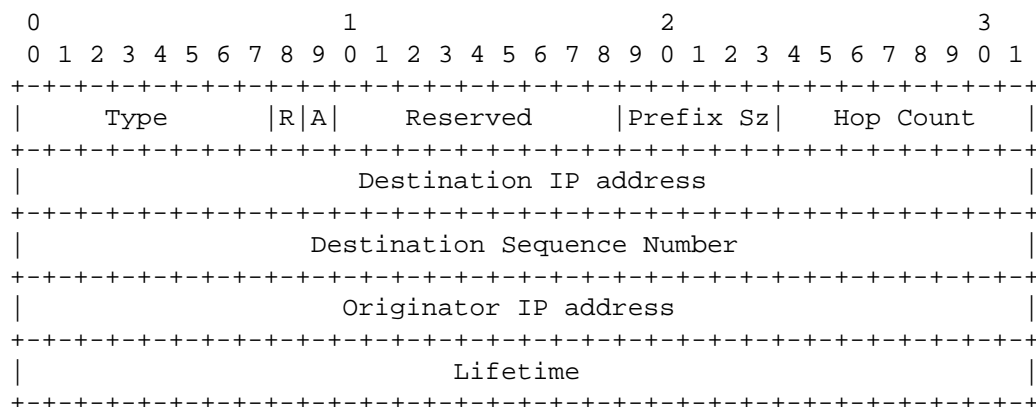 0                   1                   2                   3
 0 1 2 3 4 5 6 7 8 9 0 1 2 3 4 5 6 7 8 9 0 1 2 3 4 5 6 7 8 9 0 1
+-+-+-+-+-+-+-+-+-+-+-+-+-+-+-+-+-+-+-+-+-+-+-+-+-+-+-+-+-+-+-+-+
|     Type      |R|A|    Reserved     |Prefix Sz|   Hop Count   |
+-+-+-+-+-+-+-+-+-+-+-+-+-+-+-+-+-+-+-+-+-+-+-+-+-+-+-+-+-+-+-+-+
|                     Destination IP address                    |
+-+-+-+-+-+-+-+-+-+-+-+-+-+-+-+-+-+-+-+-+-+-+-+-+-+-+-+-+-+-+-+-+
|                  Destination Sequence Number                  |
+-+-+-+-+-+-+-+-+-+-+-+-+-+-+-+-+-+-+-+-+-+-+-+-+-+-+-+-+-+-+-+-+
|                    Originator IP address                      |
+-+-+-+-+-+-+-+-+-+-+-+-+-+-+-+-+-+-+-+-+-+-+-+-+-+-+-+-+-+-+-+-+
|                           Lifetime                            |
+-+-+-+-+-+-+-+-+-+-+-+-+-+-+-+-+-+-+-+-+-+-+-+-+-+-+-+-+-+-+-+-+